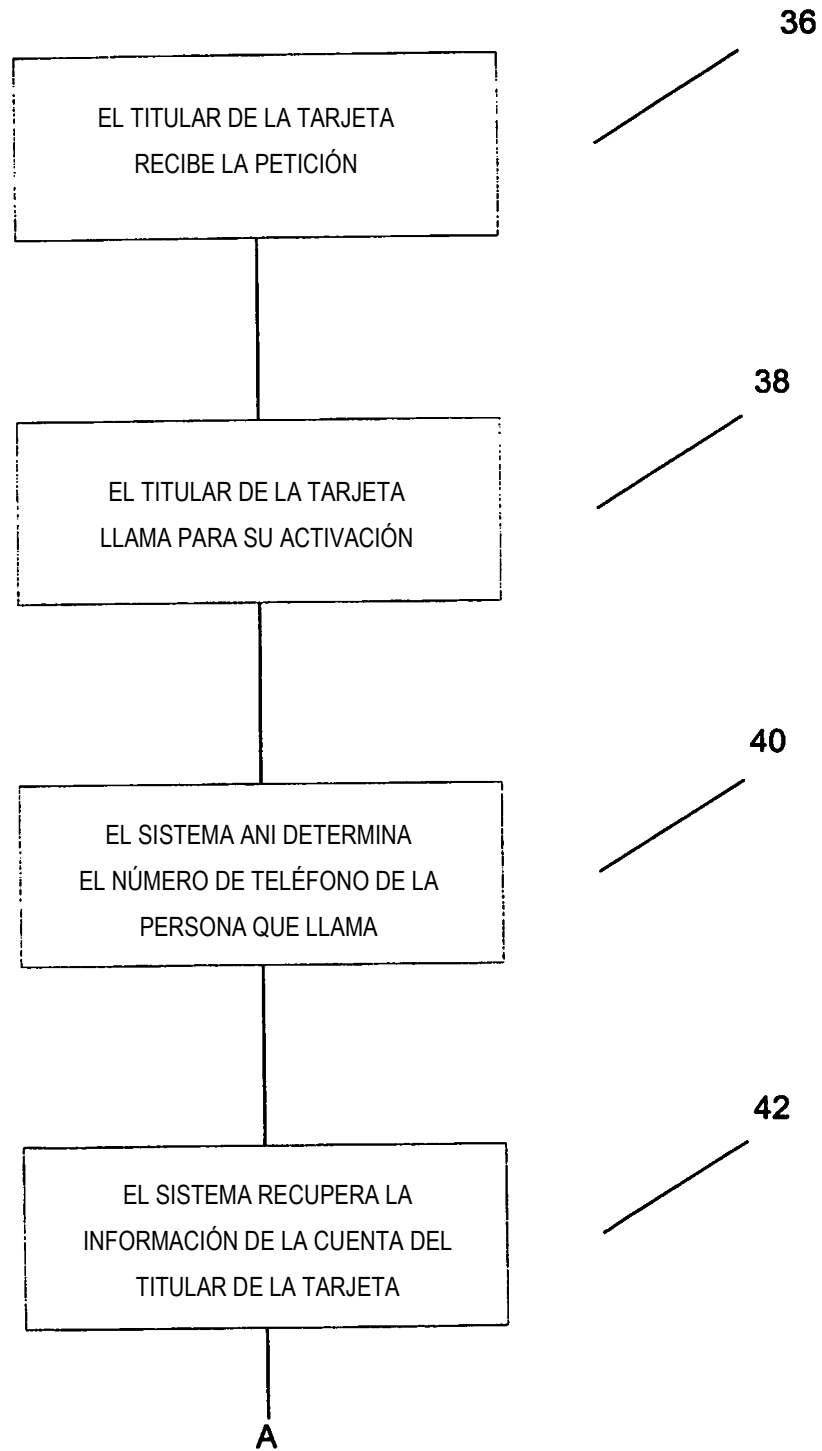 36
EL TITULAR DE LA TARJETA
RECIBE LA PETICIÓN
38
EL TITULAR DE LA TARJETA
LLAMA PARA SU ACTIVACIÓN
40
EL SISTEMA ANI DETERMINA
EL NÚMERO DE TELÉFONO DE LA
PERSONA QUE LLAMA
42
EL SISTEMA RECUPERA LA
INFORMACIÓN DE LA CUENTA DEL
TITULAR DE LA TARJETA
A